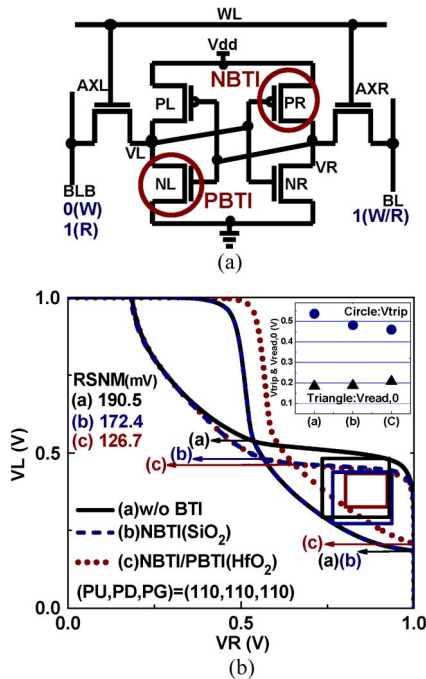 WL
Vdd
NBTI
AXL
PL
PR
AXR
VL
VR
NL
NR
BLB
PBTI
BL
0(W)
1(R)
1(W/R)
(a)
1.0
0.5
0.0
VL (V)
RSNM(mV)
(a) 190.5
(b) 172.4
(c) 126.7
Vtrip & Vread,0 (V)
0.5
0.4
0.3
0.2
0.1
Circle:Vtrip
Triangle:Vread,0
(a)
(b)
(C)
(a)
(b)
(c)
(a)w/o BTI
(b)NBTI(SiO₂)
(c)NBTI/PBTI(HfO₂)
(c)
(a)(b)
(PU,PD,PG)=(110,110,110)
0.0
0.5
1.0
VR (V)
(b)